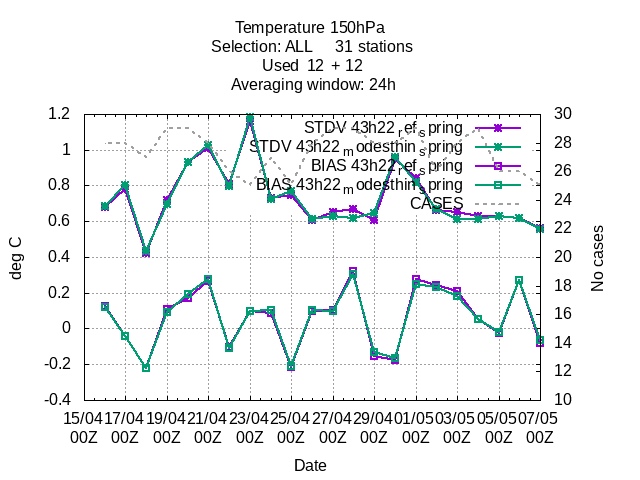 Temperature 150hPa
Selection: ALL 31 stations
Used 12 + 12
Averaging window: 24h
1.2
1
0.8
0.6
0.4
0.2
0
-0.2
-0.4
deg C
30
28
26
24
22
20
18
16
14
12
10
No cases
STDV 43h22_ref_spring
STDV 43h22_modesthin_spring
BIAS 43h22_ref_spring
BIAS 43h22_modesthin_spring
CASES
15/04 17/04 19/04 21/04 23/04 25/04 27/04 29/04 01/05 03/05 05/05 07/05
00Z 00Z 00Z 00Z 00Z 00Z 00Z 00Z 00Z 00Z 00Z 00Z
Date